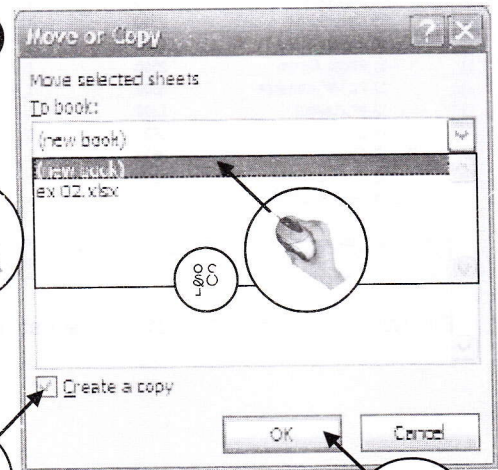 Move or Copy
Move selected sheets
To book:
(new book)
(new book)
ex 02.xlsx
Create a copy
OK
Cancel